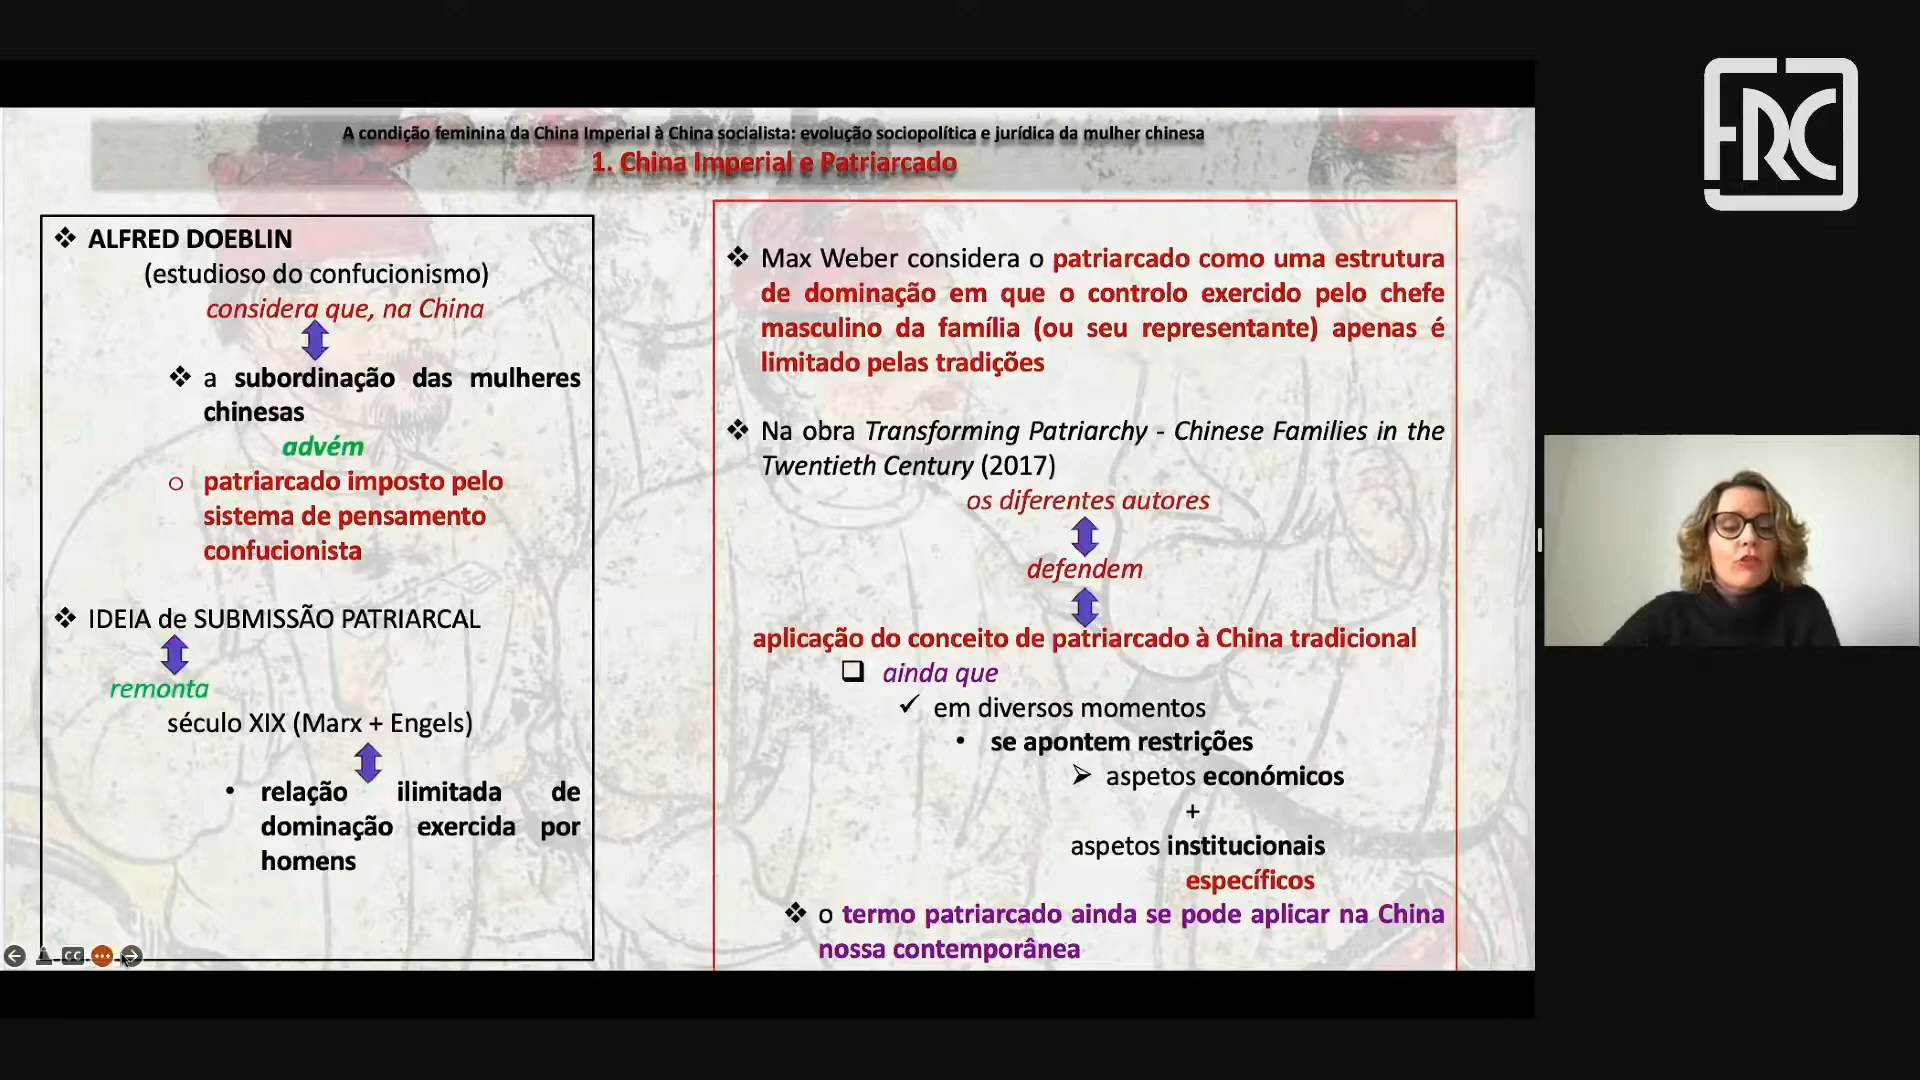 A condição feminina da China Imperial à China socialista: evolução sociopolítica e jurídica da mulher chinesa
1. China Imperial e Patriarcado
ALFRED DOEBLIN
(estudioso do confucionismo)
considera que, na China
a subordinação das mulheres
chinesas
advém
patriarcado imposto pelo
sistema de pensamento
confucionista
IDEIA de SUBMISSÃO PATRIARCAL
remonta
século XIX (Marx + Engels)
relação ilimitada de
dominação exercida por
homens
Max Weber considera o patriarcado como uma estrutura
de dominação em que o controlo exercido pelo chefe
masculino da família (ou seu representante) apenas é
limitado pelas tradições
Na obra Transforming Patriarchy - Chinese Families in the
Twentieth Century (2017)
os diferentes autores
defendem
aplicação do conceito de patriarcado à China tradicional
ainda que
em diversos momentos
se apontem restrições
aspetos económicos
+
aspetos institucionais
específicos
o termo patriarcado ainda se pode aplicar na China
nossa contemporânea
CC
FRC